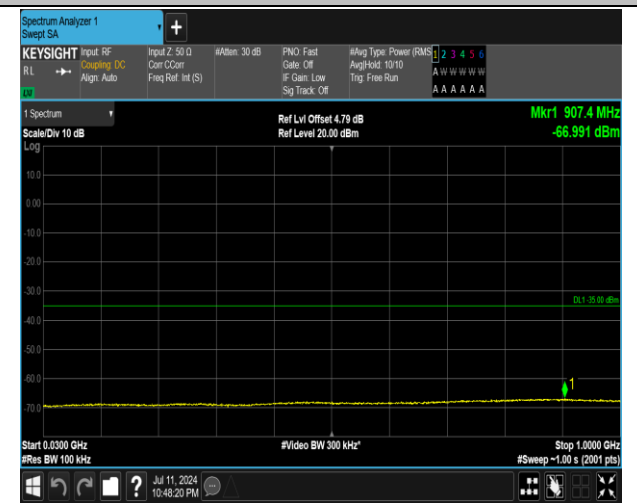 Spectrum Analyzer 1
Swept SA
+
KEYSIGHT
RL
LW
Input: RF
Coupling: DC
Align: Auto
Input Z: 50 Ω
Corr CCorr
Freq Ref: Int (S)
#Atten: 30 dB
PNO: Fast
Gate: Off
IF Gain: Low
Sig Track: Off
#Avg Type: Power (RMS
Avg|Hold: 10/10
Trig: Free Run
1 2 3 4 5 6
A W W W W W
A A A A A A
1 Spectrum
Scale/Div 10 dB
Log
Ref Lvl Offset 4.79 dB
Ref Level 20.00 dBm
Mkr1 907.4 MHz
-66.991 dBm
10.0
0.00
-10.0
-20.0
-30.0
DL1 -35.00 dBm
-40.0
-50.0
-60.0
1
-70.0
Start 0.0300 GHz
#Res BW 100 kHz
#Video BW 300 kHz*
Stop 1.0000 GHz
#Sweep ~1.00 s (2001 pts)
?
Jul 11, 2024
10:48:20 PM